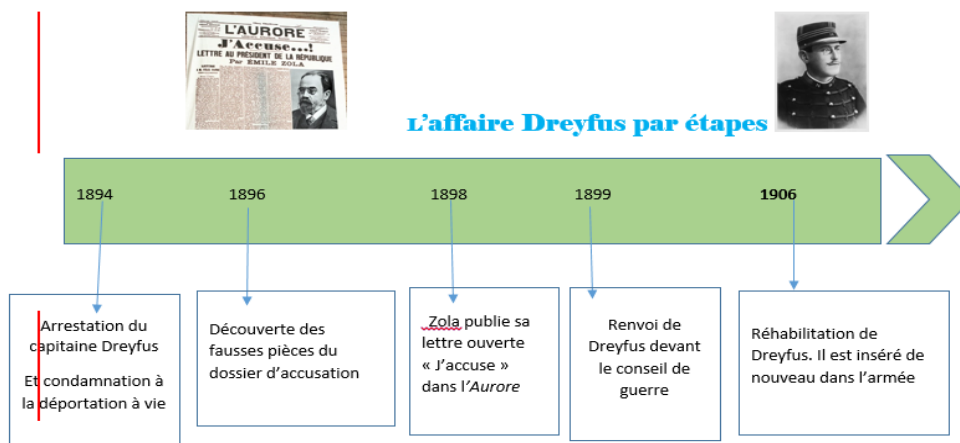 L'AURORE
J'Accuse...!
LETTRE AU PRÉSIDENT DE LA RÉPUBLIQUE
Par ÉMILE ZOLA
L'affaire Dreyfus par étapes
1894
1896
1898
1899
1906
Arrestation du
capitaine Dreyfus
Et condamnation à
la déportation à vie
Découverte des
fausses pièces du
dossier d'accusation
Zola publie sa
lettre ouverte
« J'accuse »
dans l'Aurore
Renvoi de
Dreyfus devant
le conseil de
guerre
Réhabilitation de
Dreyfus. Il est inséré de
nouveau dans l'armée